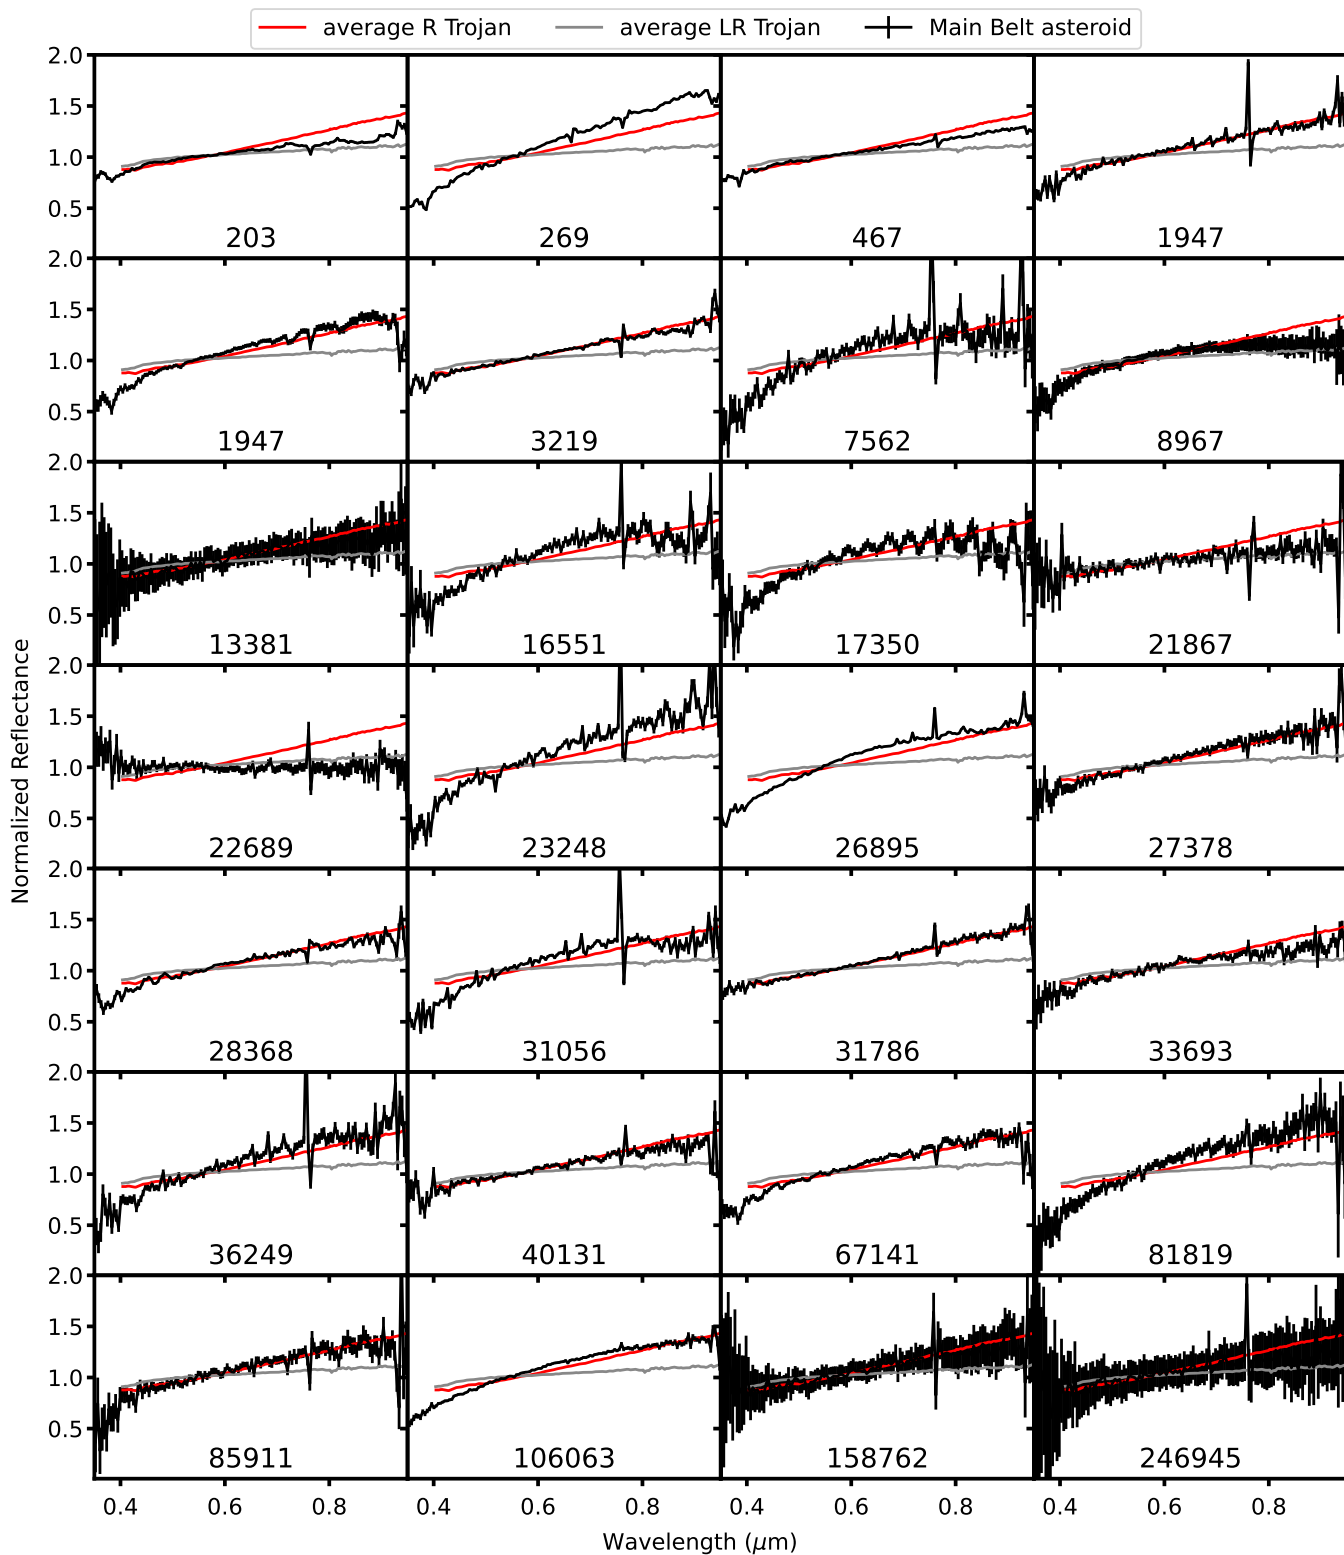 average R Trojan average LR Trojan Main Belt asteroid
2.0
1.5
1.0
0.5
203 269 467 1947
2.0
1.5
1.0
0.5
1947 3219 7562 8967
2.0
1.5
1.0
0.5
13381 16551 17350 21867
Normalized Reflectance
2.0
1.5
1.0
0.5
22689 23248 26895 27378
2.0
1.5
1.0
0.5
28368 31056 31786 33693
2.0
1.5
1.0
0.5
36249 40131 67141 81819
2.0
1.5
1.0
0.5
85911 106063 158762 246945
0.4 0.6 0.8 0.4 0.6 0.8 0.4 0.6 0.8 0.4 0.6 0.8
Wavelength (μm)